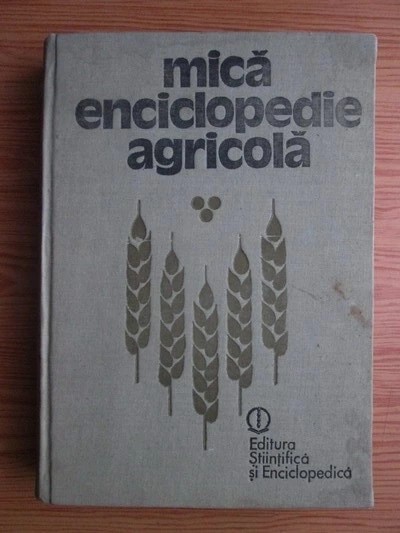 mică
enciclopedie
agricolă
Editura
Științifică
și Enciclopedică